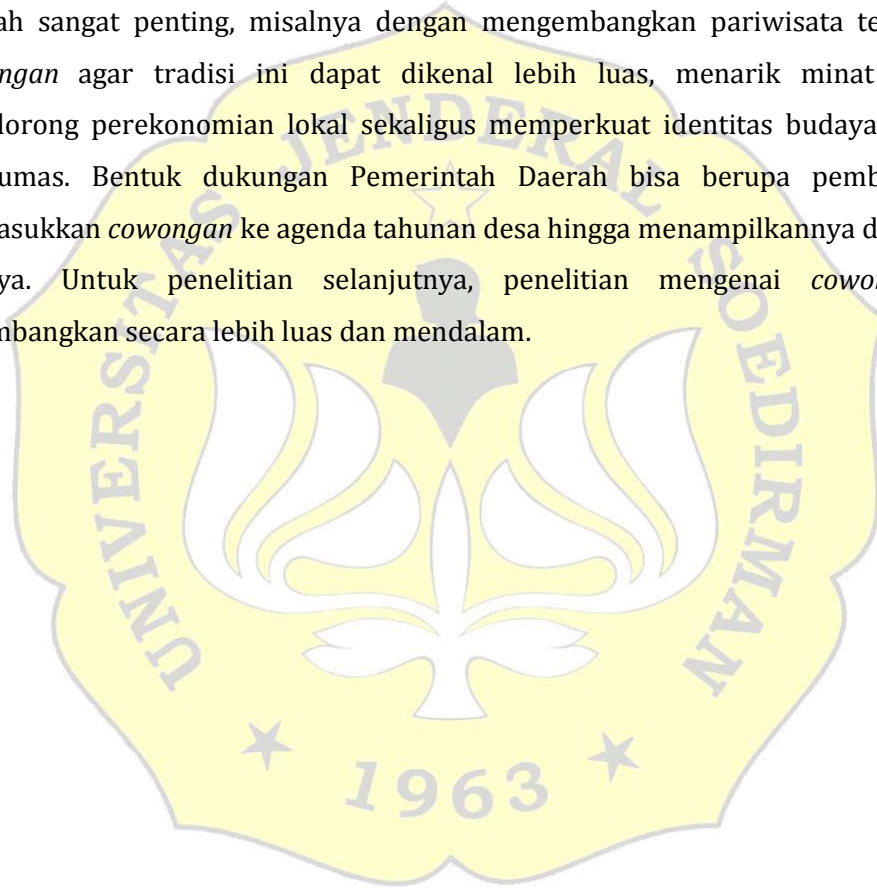 ah sangat penting, misalnya dengan mengembangkan pariwisata te
ngan agar tradisi ini dapat dikenal lebih luas, menarik minat
lorong perekonomian lokal sekaligus memperkuat identitas budaya
umas. Bentuk dukungan Pemerintah Daerah bisa berupa pemb
asukkan cowongan ke agenda tahunan desa hingga menampilkannya d
ya. Untuk penelitian selanjutnya, penelitian mengenai cowon
mbangkan secara lebih luas dan mendalam.
UNIVERSITAS JENDERAL SOEDIRMAN
1963